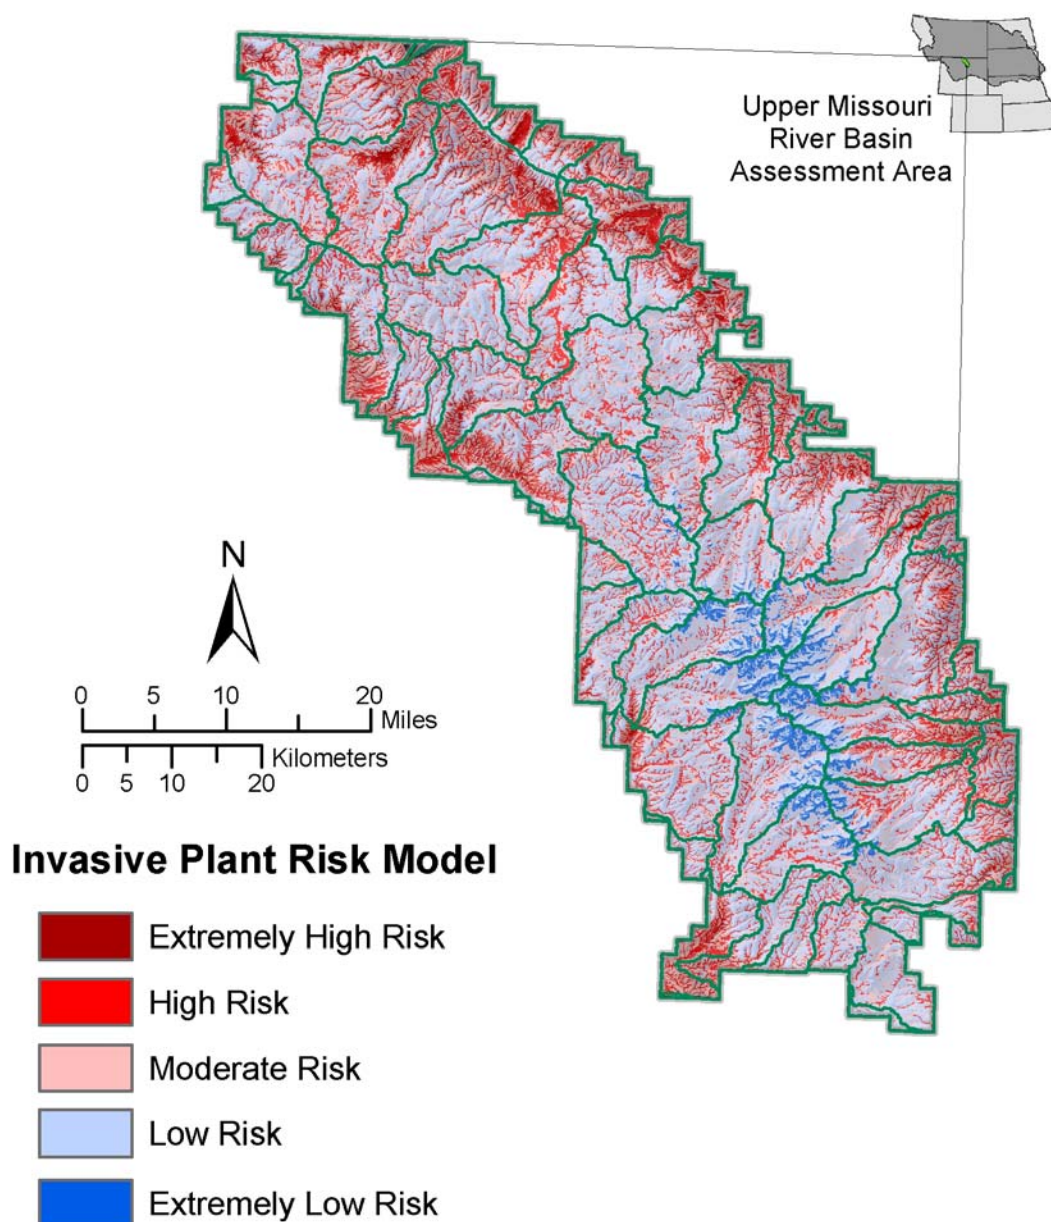 Upper Missouri
River Basin
Assessment Area
N
0 5 10 20
Miles
Kilometers
0 5 10 20
Invasive Plant Risk Model
Extremely High Risk
High Risk
Moderate Risk
Low Risk
Extremely Low Risk